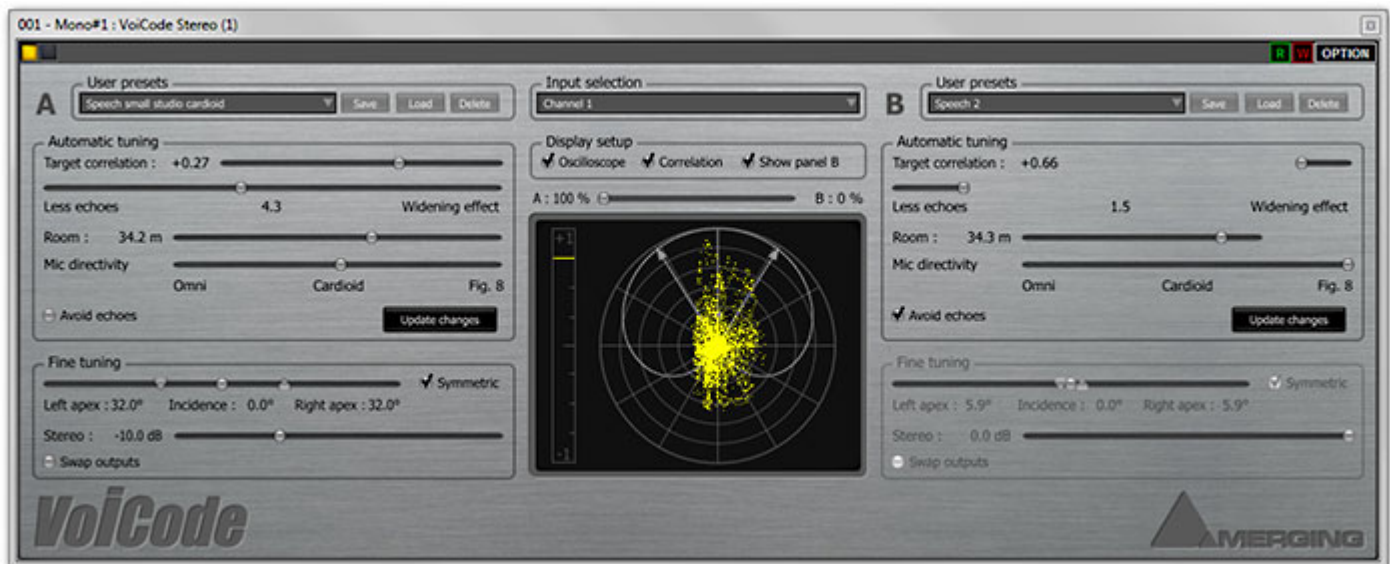 001 - Mono#1 : VoiCode Stereo (1)
R W OPTION
A
User presets
Speech small studio cardioid
Save Load Delete
Automatic tuning
Target correlation : +0.27
Less echoes 4.3 Widening effect
Room : 34.2 m
Mic directivity
Omni Cardioid Fig. 8
Avoid echoes
Update changes
Fine tuning
Symmetric
Left apex : 32.0° Incidence : 0.0° Right apex : 32.0°
Stereo : -10.0 dB
Swap outputs
VoiCode
Input selection
Channel 1
Display setup
Oscilloscope Correlation Show panel B
A : 100 % B : 0 %
+1
-1
B
User presets
Speech 2
Save Load Delete
Automatic tuning
Target correlation : +0.66
Less echoes 1.5 Widening effect
Room : 34.3 m
Mic directivity
Omni Cardioid Fig. 8
Avoid echoes
Update changes
Fine tuning
Symmetric
Left apex : 5.9° Incidence : 0.0° Right apex : 5.9°
Stereo : 0.0 dB
Swap outputs
MERGING